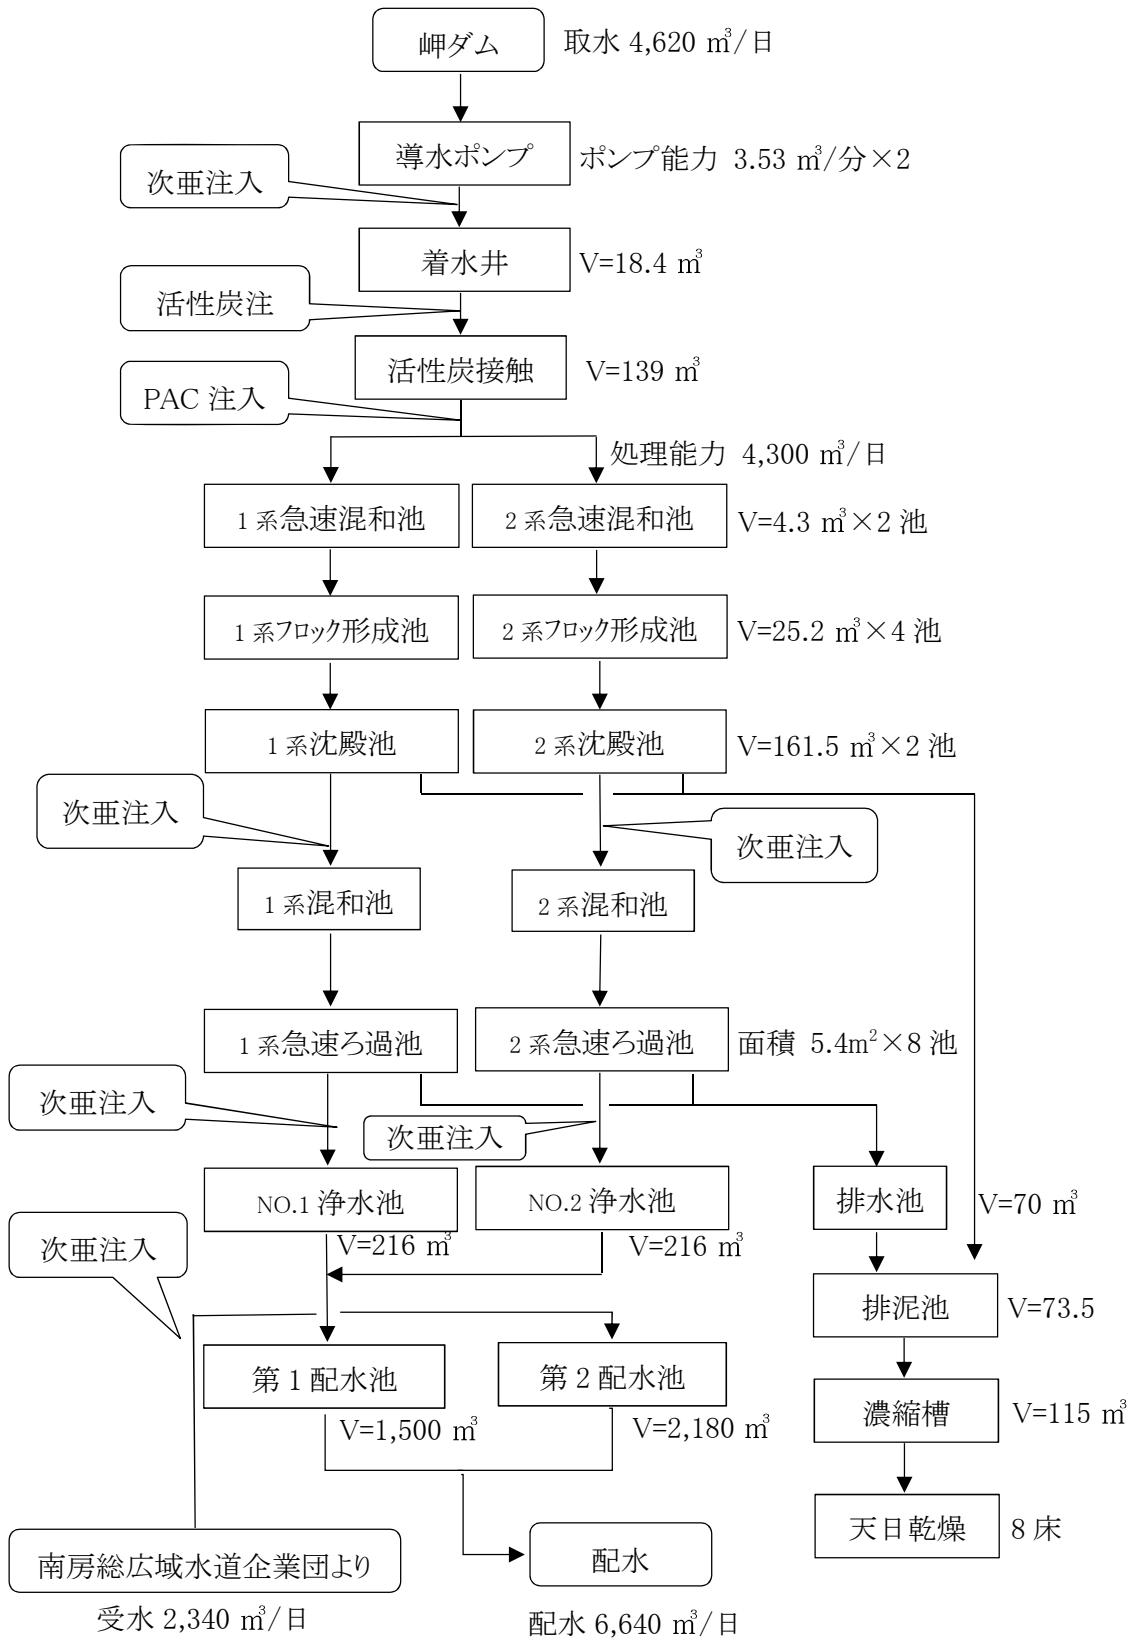 岬ダム 取水 4,620 ㎥/日
導水ポンプ ポンプ能力 3.53 ㎥/分×2
次亜注入
着水井 V=18.4 ㎥
活性炭注
活性炭接触 V=139 ㎥
PAC 注入
処理能力 4,300 ㎥/日
1 系急速混和池 2 系急速混和池 V=4.3 ㎥×2 池
1 系フロック形成池 2 系フロック形成池 V=25.2 ㎥×4 池
1 系沈殿池 2 系沈殿池 V=161.5 ㎥×2 池
次亜注入
次亜注入
1 系混和池 2 系混和池
1 系急速ろ過池 2 系急速ろ過池 面積 5.4m²×8 池
次亜注入
次亜注入
NO.1 浄水池 NO.2 浄水池 排水池 V=70 ㎥
V=216 ㎥ V=216 ㎥
次亜注入
排泥池 V=73.5
第 1 配水池 第 2 配水池
V=1,500 ㎥ V=2,180 ㎥
濃縮槽 V=115 ㎥
天日乾燥 8 床
南房総広域水道企業団より 配水
受水 2,340 ㎥/日 配水 6,640 ㎥/日